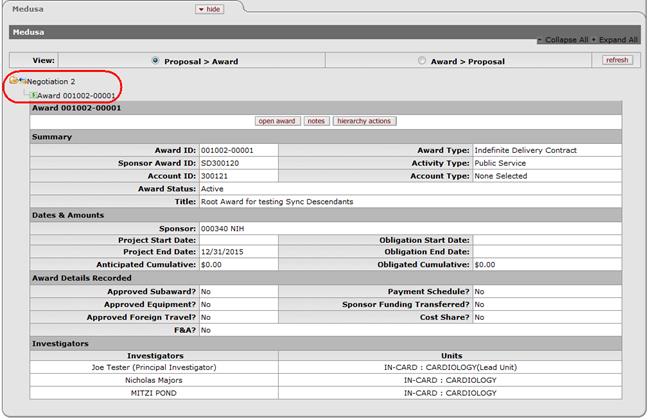 Medusa
hide
Medusa
- Collapse All + Expand All
View: Proposal > Award Award > Proposal refresh
Negotiation 2
Award 001002-00001
Award 001002-00001
open award notes hierarchy actions
Summary
Award ID: 001002-00001 Award Type: Indefinite Delivery Contract
Sponsor Award ID: SD300120 Activity Type: Public Service
Account ID: 300121 Account Type: None Selected
Award Status: Active
Title: Root Award for testing Sync Descendants
Dates & Amounts
Sponsor: 000340 NIH
Project Start Date: Obligation Start Date:
Project End Date: 12/31/2015 Obligation End Date:
Anticipated Cumulative: $0.00 Obligated Cumulative: $0.00
Award Details Recorded
Approved Subaward? No Payment Schedule? No
Approved Equipment? No Sponsor Funding Transferred? No
Approved Foreign Travel? No Cost Share? No
F&A? No
Investigators
Investigators Units
Joe Tester (Principal Investigator) IN-CARD : CARDIOLOGY(Lead Unit)
Nicholas Majors IN-CARD : CARDIOLOGY
MITZI POND IN-CARD : CARDIOLOGY